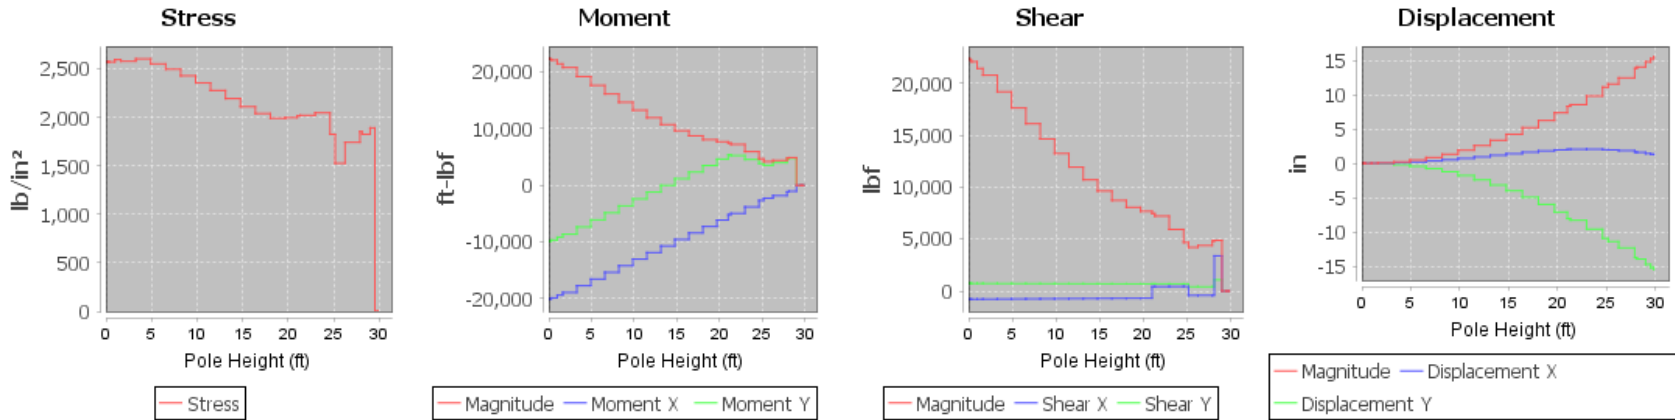 Stress
2,500
2,000
1,500
1,000
500
0
lb/in²
0 5 10 15 20 25 30
Pole Height (ft)
Stress
Moment
20,000
10,000
0
-10,000
-20,000
ft-lbf
0 5 10 15 20 25 30
Pole Height (ft)
Magnitude Moment X Moment Y
Shear
20,000
15,000
10,000
5,000
0
lbf
0 5 10 15 20 25 30
Pole Height (ft)
Magnitude Shear X Shear Y
Displacement
15
10
5
0
-5
-10
-15
in
0 5 10 15 20 25 30
Pole Height (ft)
Magnitude Displacement X
Displacement Y